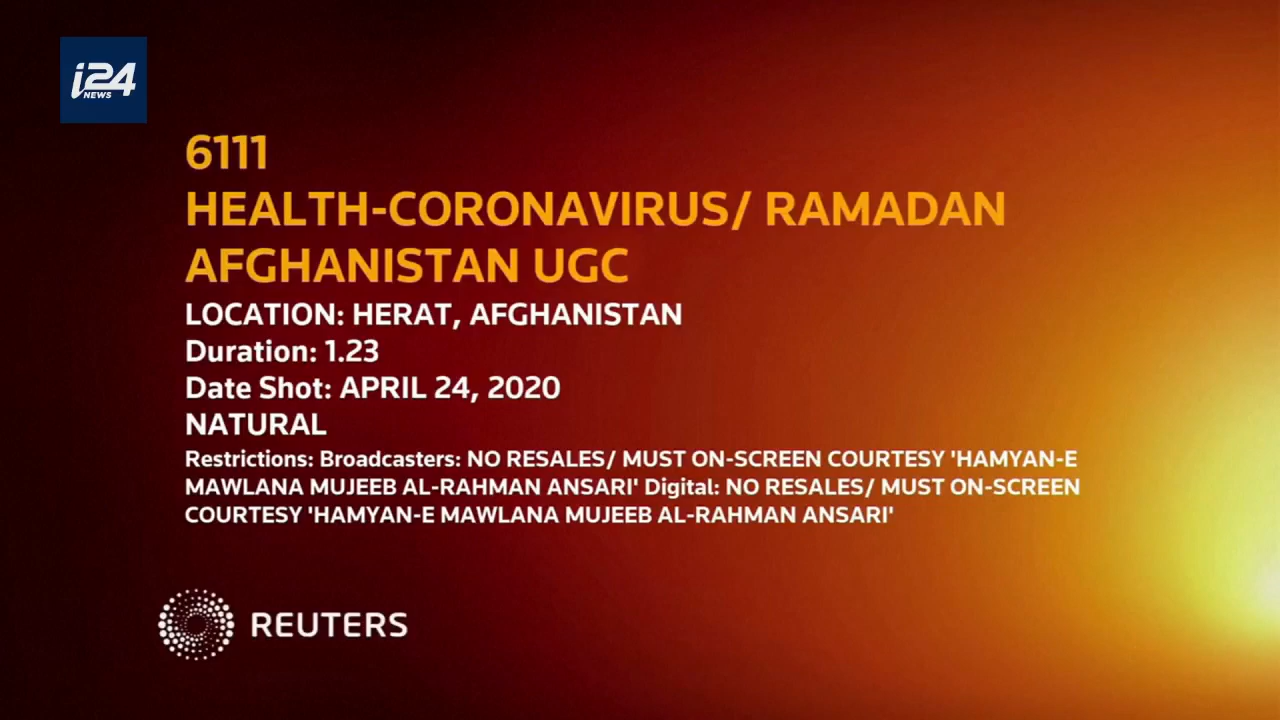 i24
NEWS
6111
HEALTH-CORONAVIRUS/ RAMADAN
AFGHANISTAN UGC
LOCATION: HERAT, AFGHANISTAN
Duration: 1.23
Date Shot: APRIL 24, 2020
NATURAL
Restrictions: Broadcasters: NO RESALES/ MUST ON-SCREEN COURTESY 'HAMYAN-E
MAWLANA MUJEEB AL-RAHMAN ANSARI' Digital: NO RESALES/ MUST ON-SCREEN
COURTESY 'HAMYAN-E MAWLANA MUJEEB AL-RAHMAN ANSARI'
REUTERS